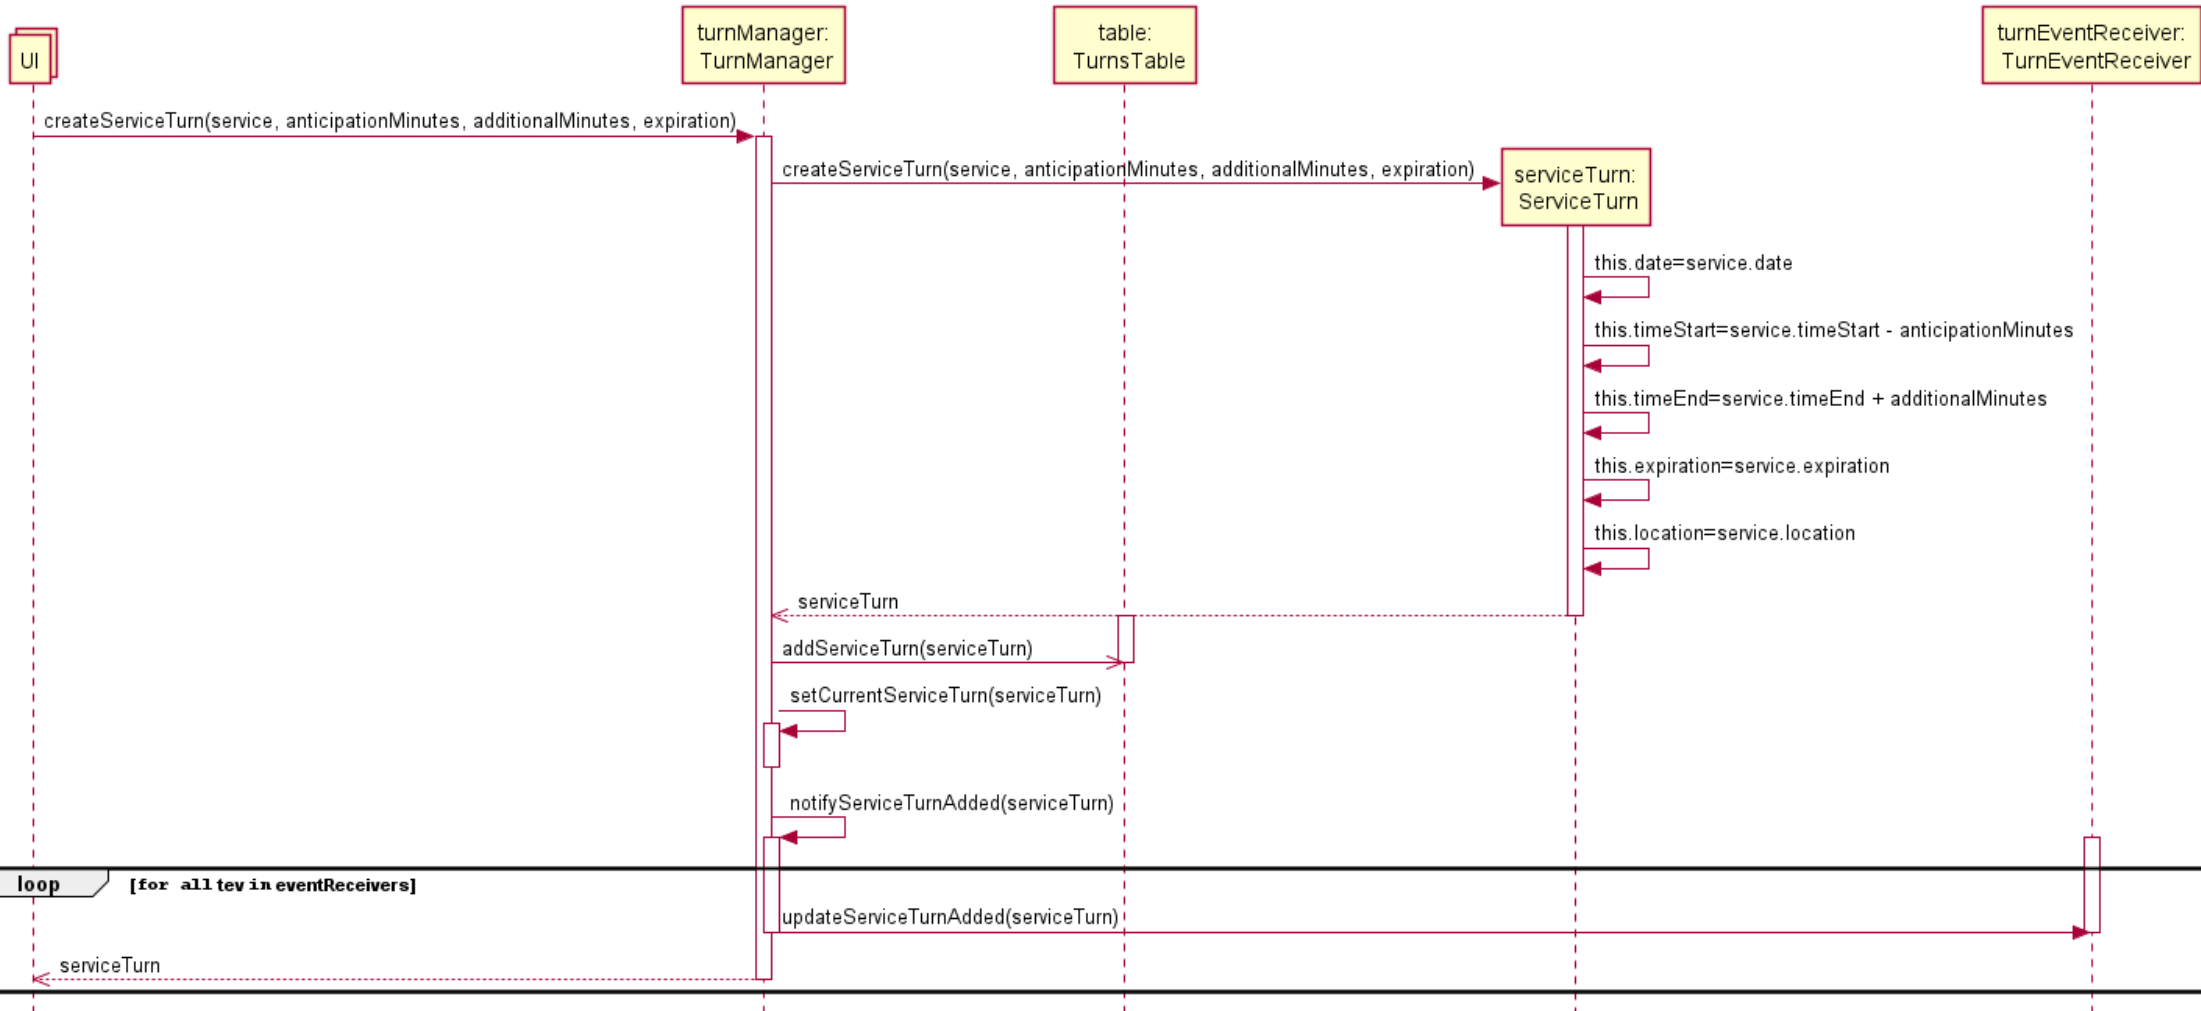 UI
turnManager:
TurnManager
table:
TurnsTable
turnEventReceiver:
TurnEventReceiver
createServiceTurn(service, anticipationMinutes, additionalMinutes, expiration)
createServiceTurn(service, anticipationMinutes, additionalMinutes, expiration)
serviceTurn:
ServiceTurn
this.date=service.date
this.timeStart=service.timeStart - anticipationMinutes
this.timeEnd=service.timeEnd + additionalMinutes
this.expiration=service.expiration
this.location=service.location
serviceTurn
addServiceTurn(serviceTurn)
setCurrentServiceTurn(serviceTurn)
notifyServiceTurnAdded(serviceTurn)
loop [for all tev in eventReceivers]
updateServiceTurnAdded(serviceTurn)
serviceTurn